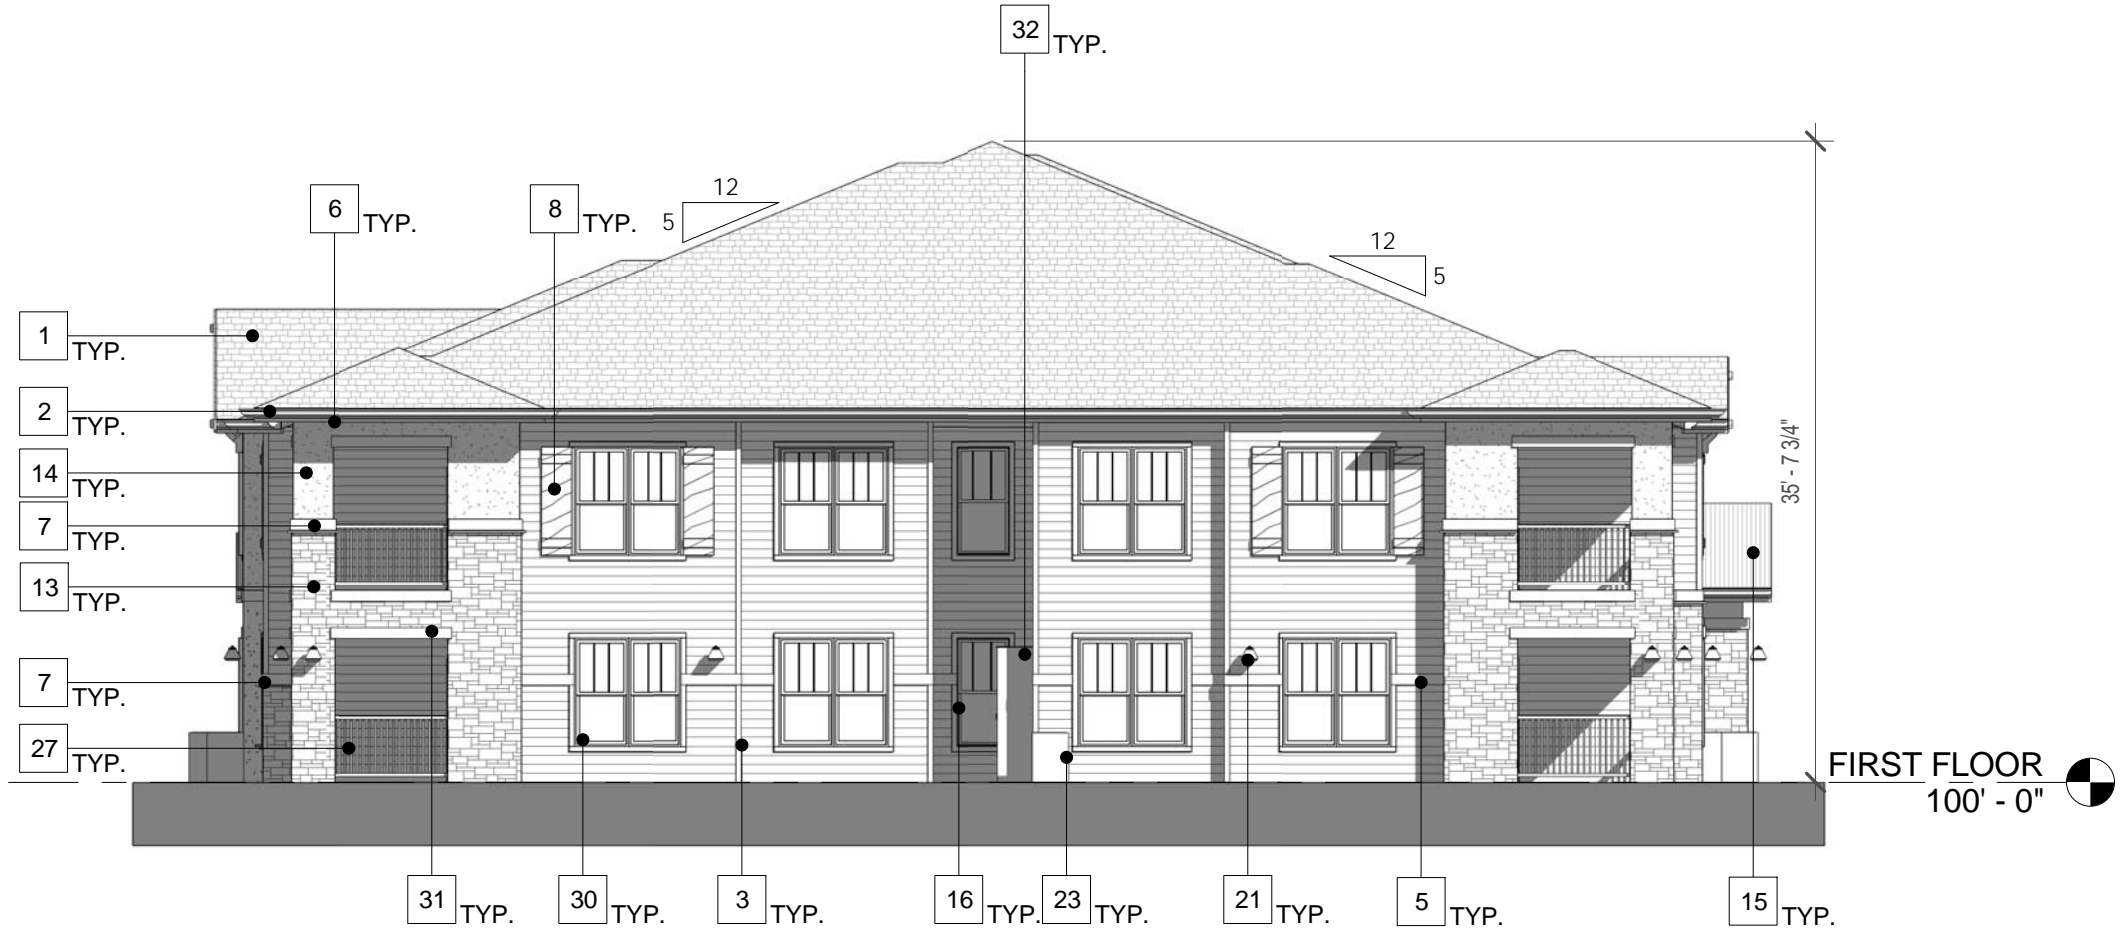 32 TYP.
6 TYP.
8 TYP.
12
5
12
5
1 TYP.
2 TYP.
14 TYP.
7 TYP.
13 TYP.
7 TYP.
27 TYP.
35' - 7 3/4"
FIRST FLOOR
100' - 0"
31 TYP.
30 TYP.
3 TYP.
16 TYP.
23 TYP.
21 TYP.
5 TYP.
15 TYP.